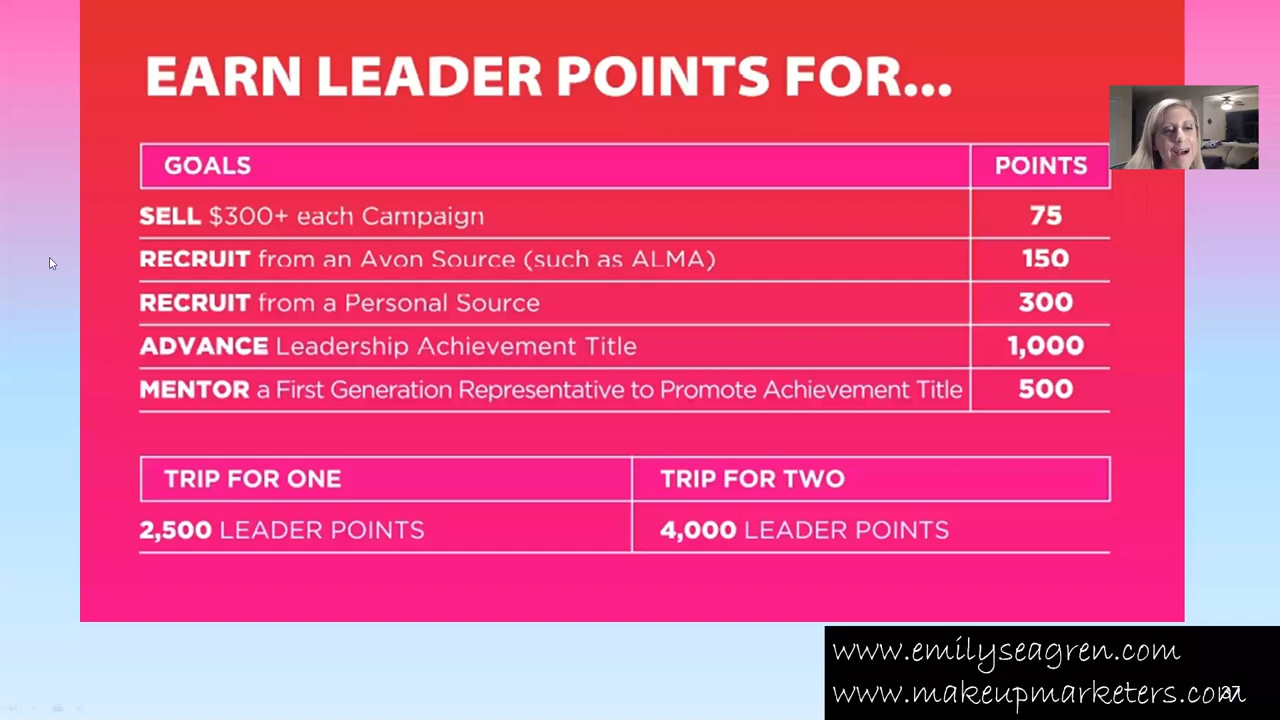 EARN LEADER POINTS FOR...
GOALS POINTS
SELL $300+ each Campaign 75
RECRUIT from an Avon Source (such as ALMA) 150
RECRUIT from a Personal Source 300
ADVANCE Leadership Achievement Title 1,000
MENTOR a First Generation Representative to Promote Achievement Title 500
TRIP FOR ONE TRIP FOR TWO
2,500 LEADER POINTS 4,000 LEADER POINTS
www.emilyseagren.com
www.makeupmarketers.com
37